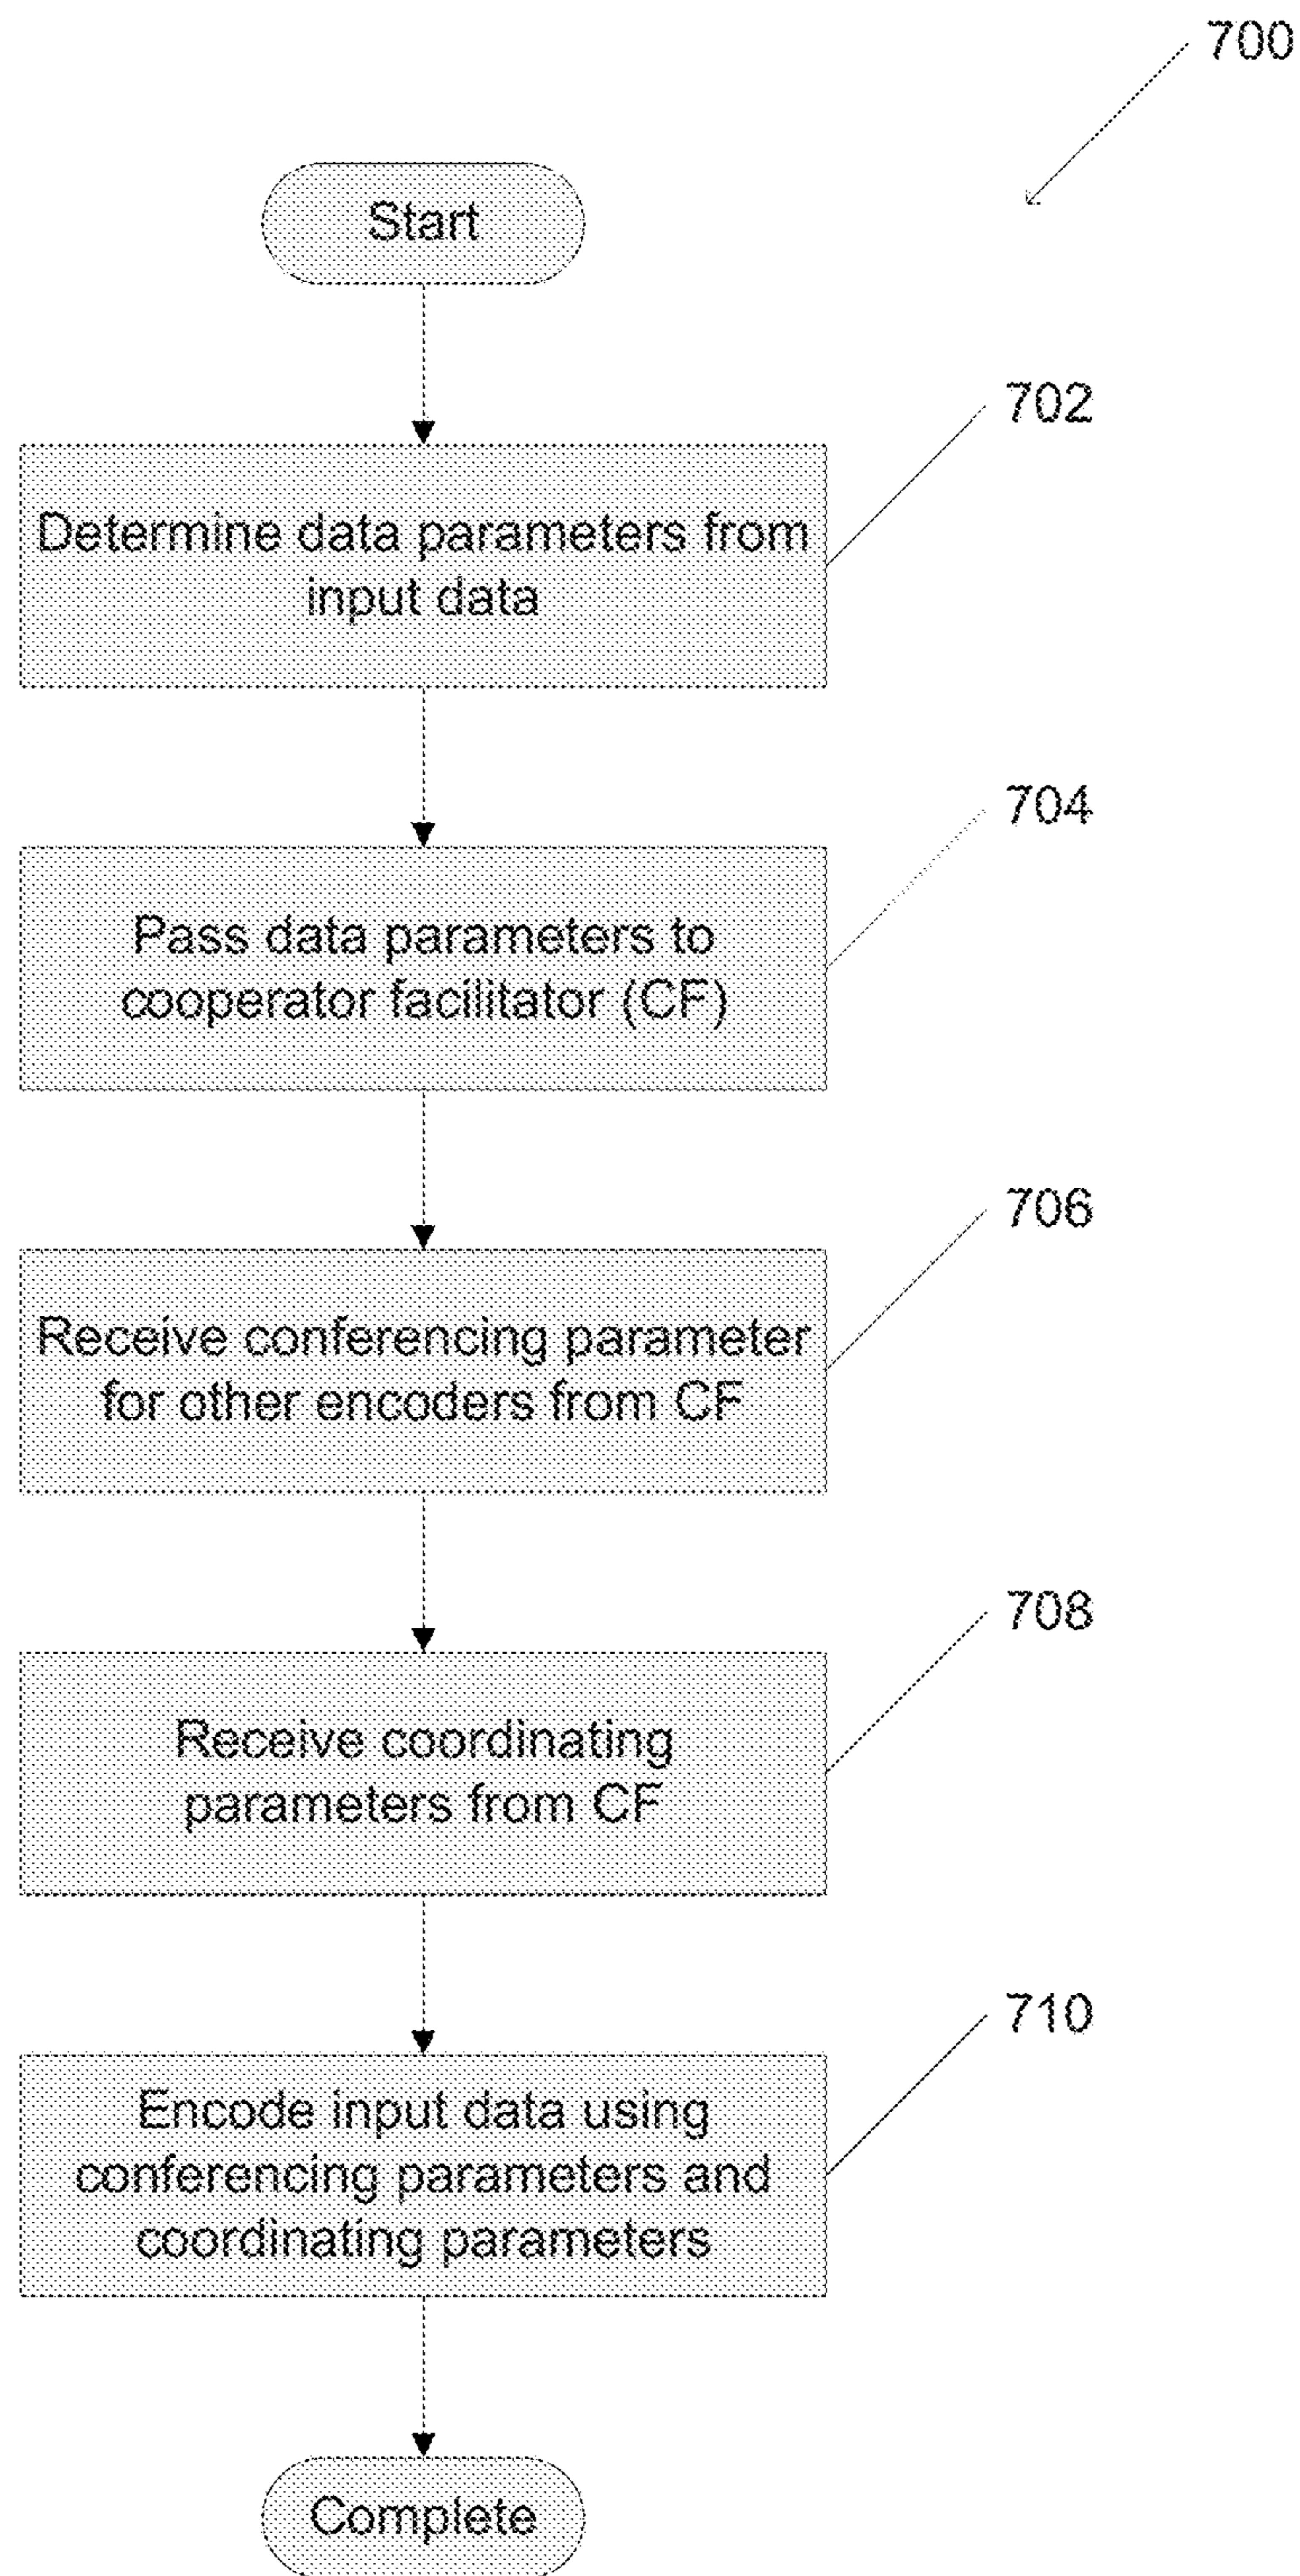 700
Start
702
Determine data parameters from
input data
704
Pass data parameters to
cooperator facilitator (CF)
706
Receive conferencing parameter
for other encoders from CF
708
Receive coordinating
parameters from CF
710
Encode input data using
conferencing parameters and
coordinating parameters
Complete